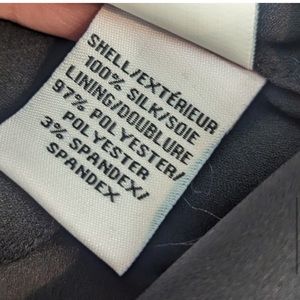 SHELL/EXTÉRIEUR
100% SILK/SOIE
LINING/DOUBLURE
97% POLYESTER/
POLYESTER
3% SPANDEX/
SPANDEX